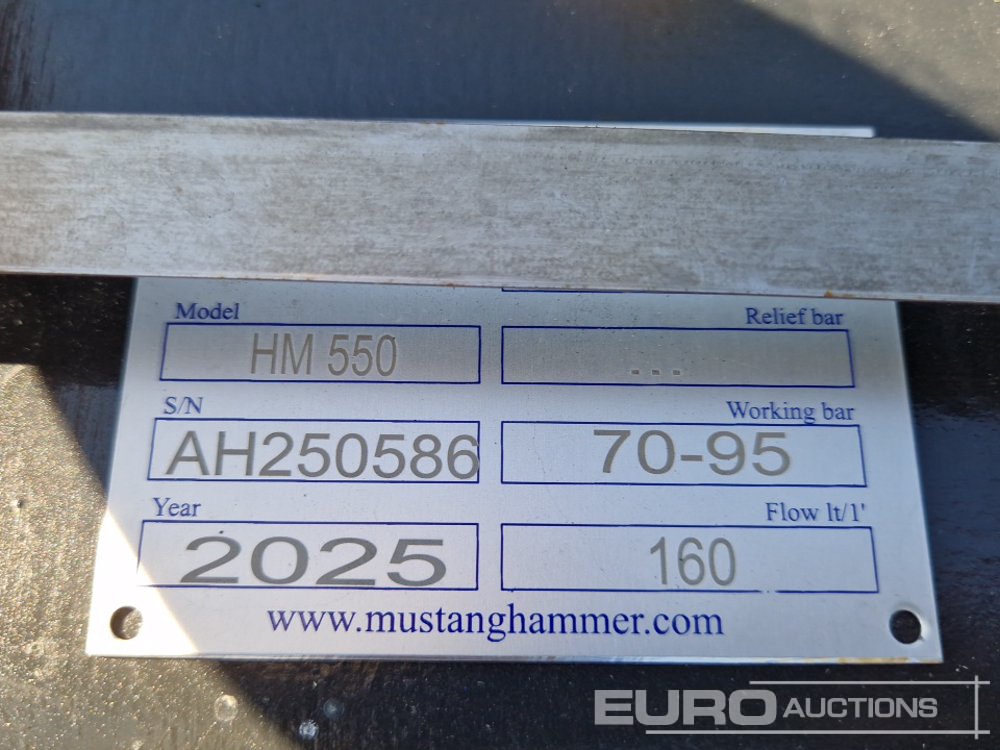 Model
HM 550
Relief bar
...
S/N
AH250586
Working bar
70-95
Year
2025
Flow lt/1'
160
www.mustanghammer.com
EURO AUCTIONS